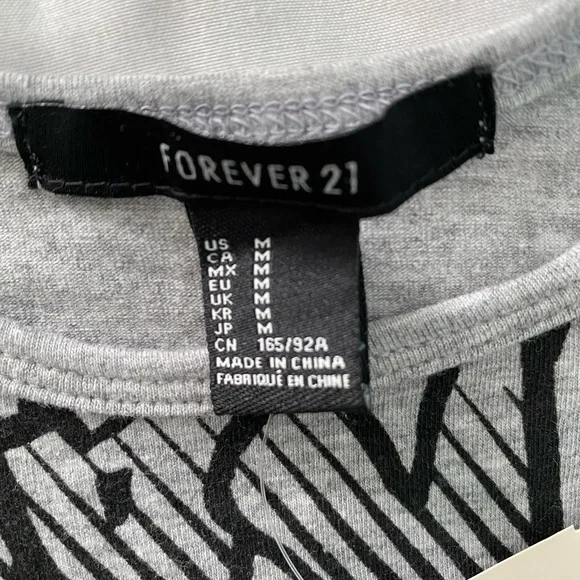 FOREVER 21
US M
CA M
MX M
EU M
UK M
KR M
JP M
CN 165/92A
MADE IN CHINA
FABRIQUÉ EN CHINE